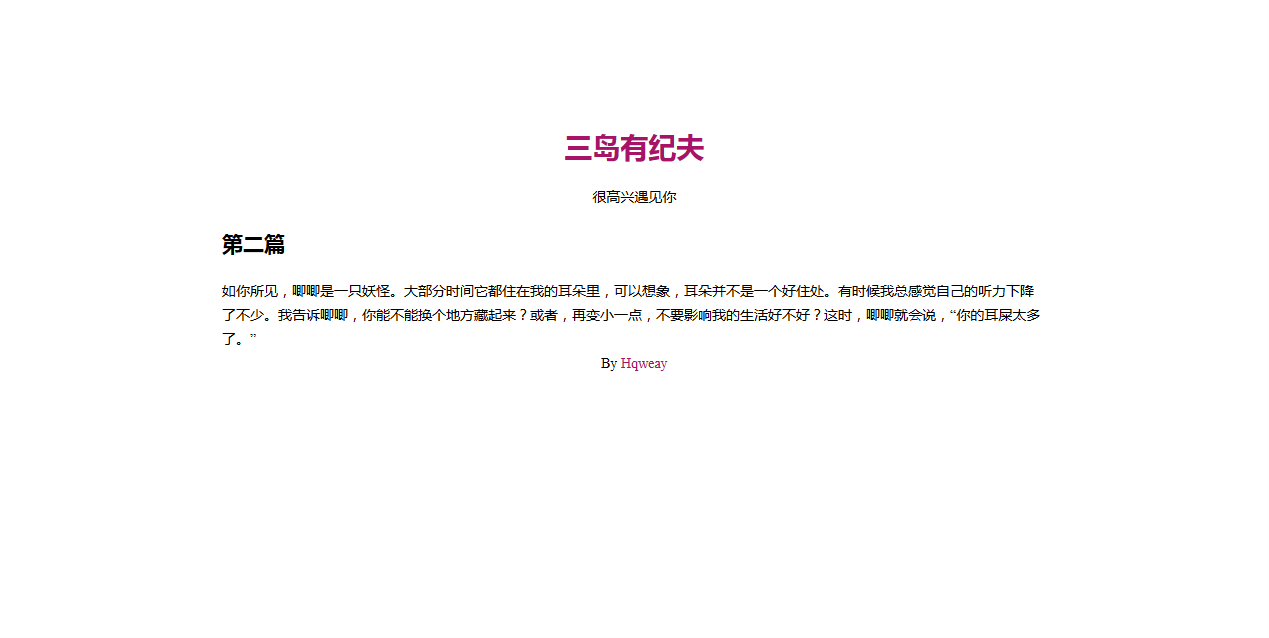 三岛有纪夫
很高兴遇见你
第二篇
如你所见，唧唧是一只妖怪。大部分时间它都住在我的耳朵里，可以想象，耳朵并不是一个好住处。有时候我总感觉自己的听力下降
了不少。我告诉唧唧，你能不能换个地方藏起来？或者，再变小一点，不要影响我的生活好不好？这时，唧唧就会说，“你的耳屎太多
了。”
By Hqweay